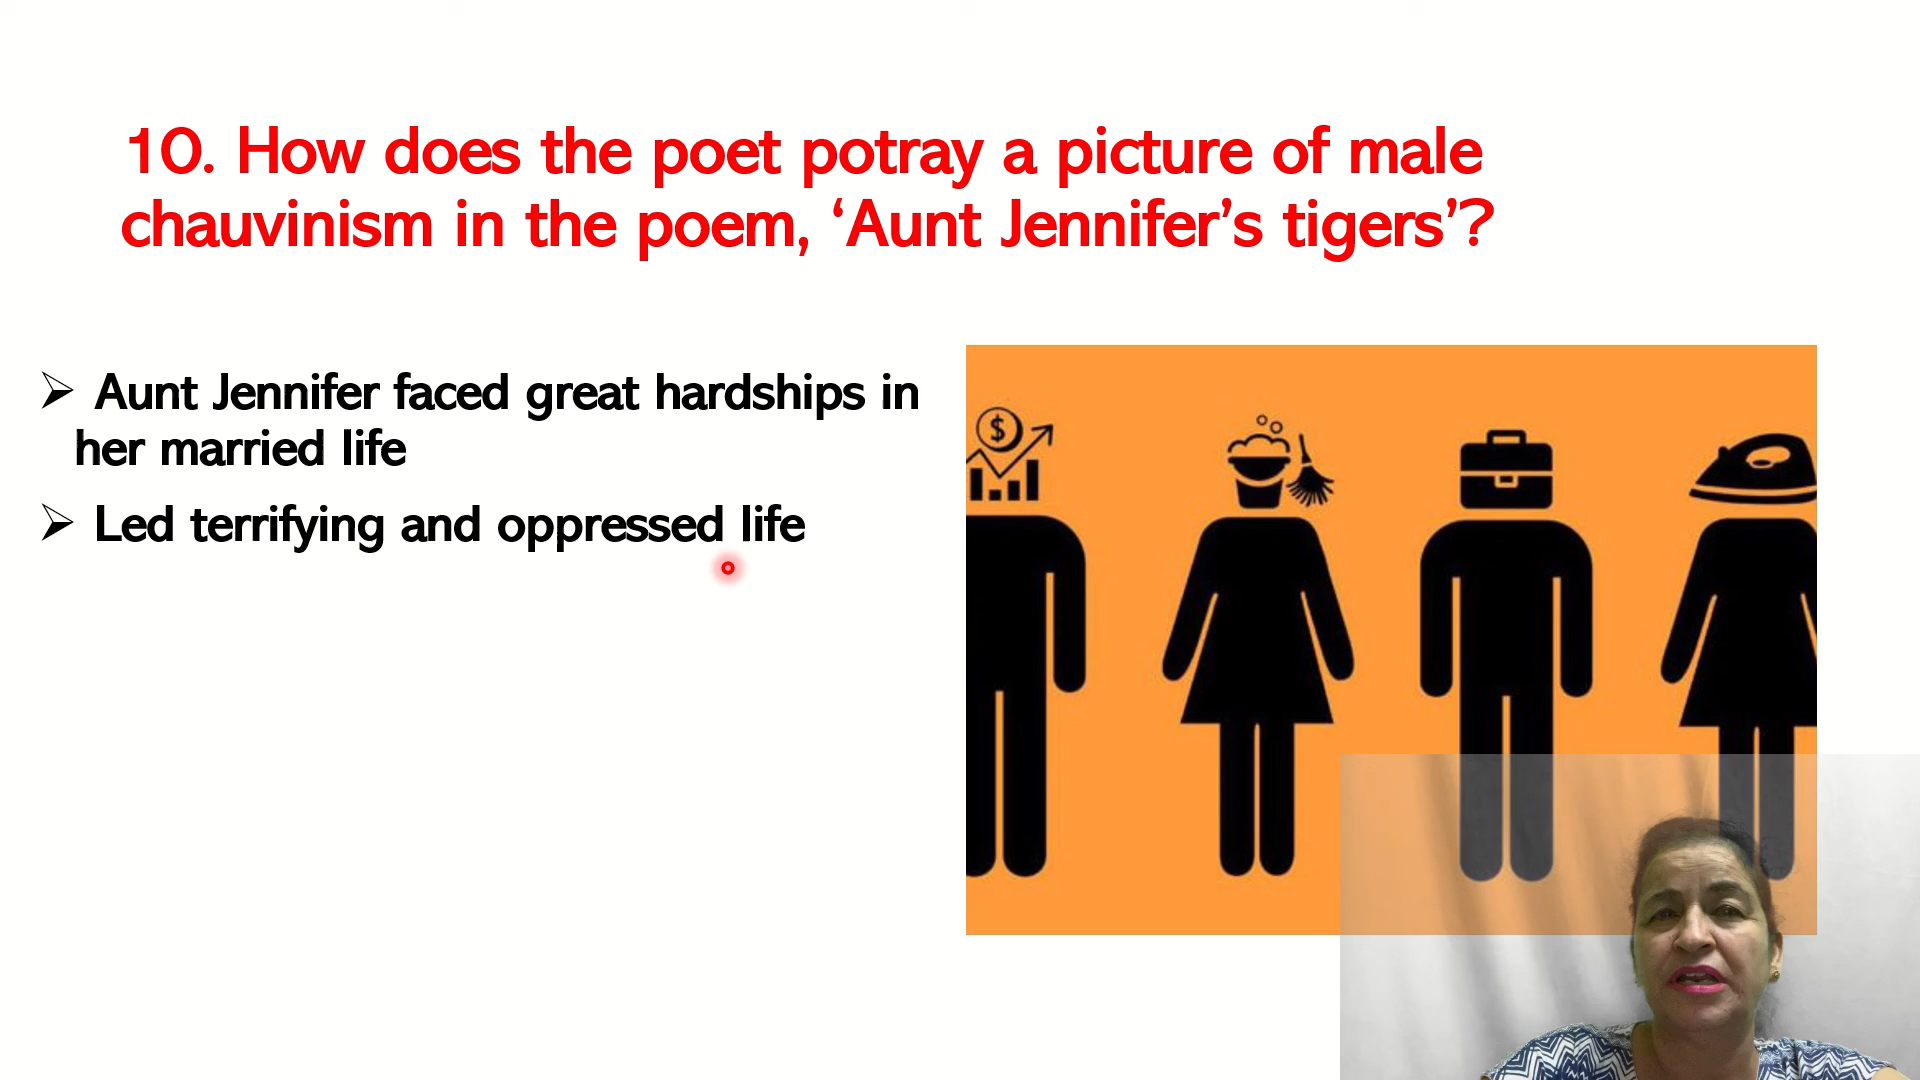 10. How does the poet potray a picture of male
chauvinism in the poem, ‘Aunt Jennifer’s tigers’?
➢ Aunt Jennifer faced great hardships in
her married life
➢ Led terrifying and oppressed life
$